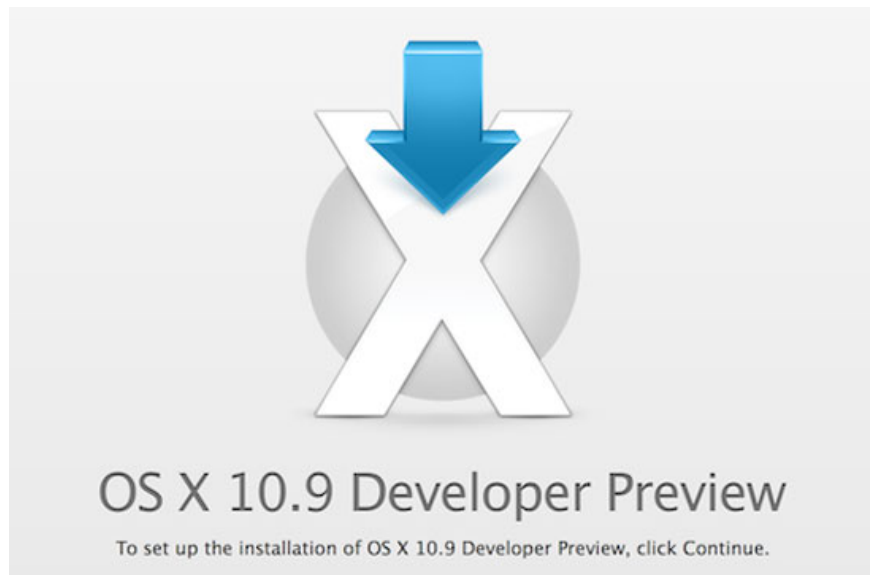 X
OS X 10.9 Developer Preview
To set up the installation of OS X 10.9 Developer Preview, click Continue.